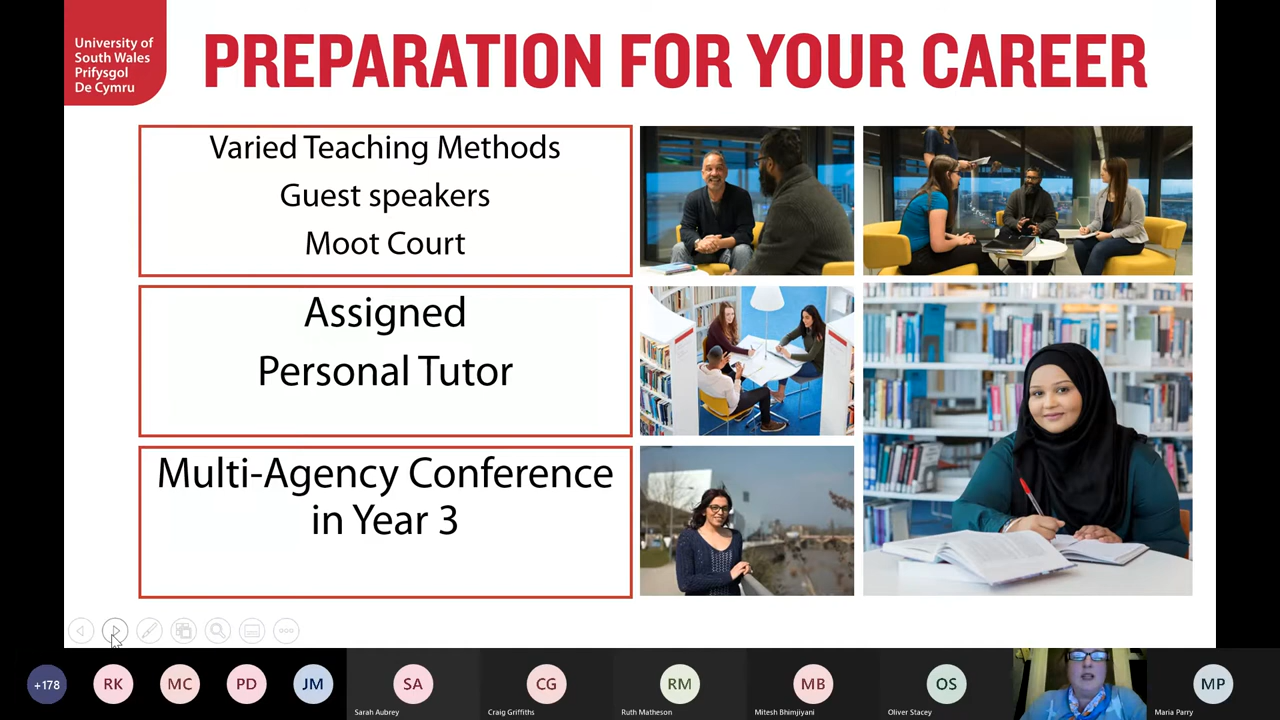 University of
South Wales
Prifysgol
De Cymru
PREPARATION FOR YOUR CAREER
Varied Teaching Methods
Guest speakers
Moot Court
Assigned
Personal Tutor
Multi-Agency Conference
in Year 3
+178
RK
MC
PD
JM
SA
Sarah Aubrey
CG
Craig Griffiths
RM
Ruth Matheson
MB
Mitesh Bhimjiyani
OS
Oliver Stacey
MP
Maria Parry